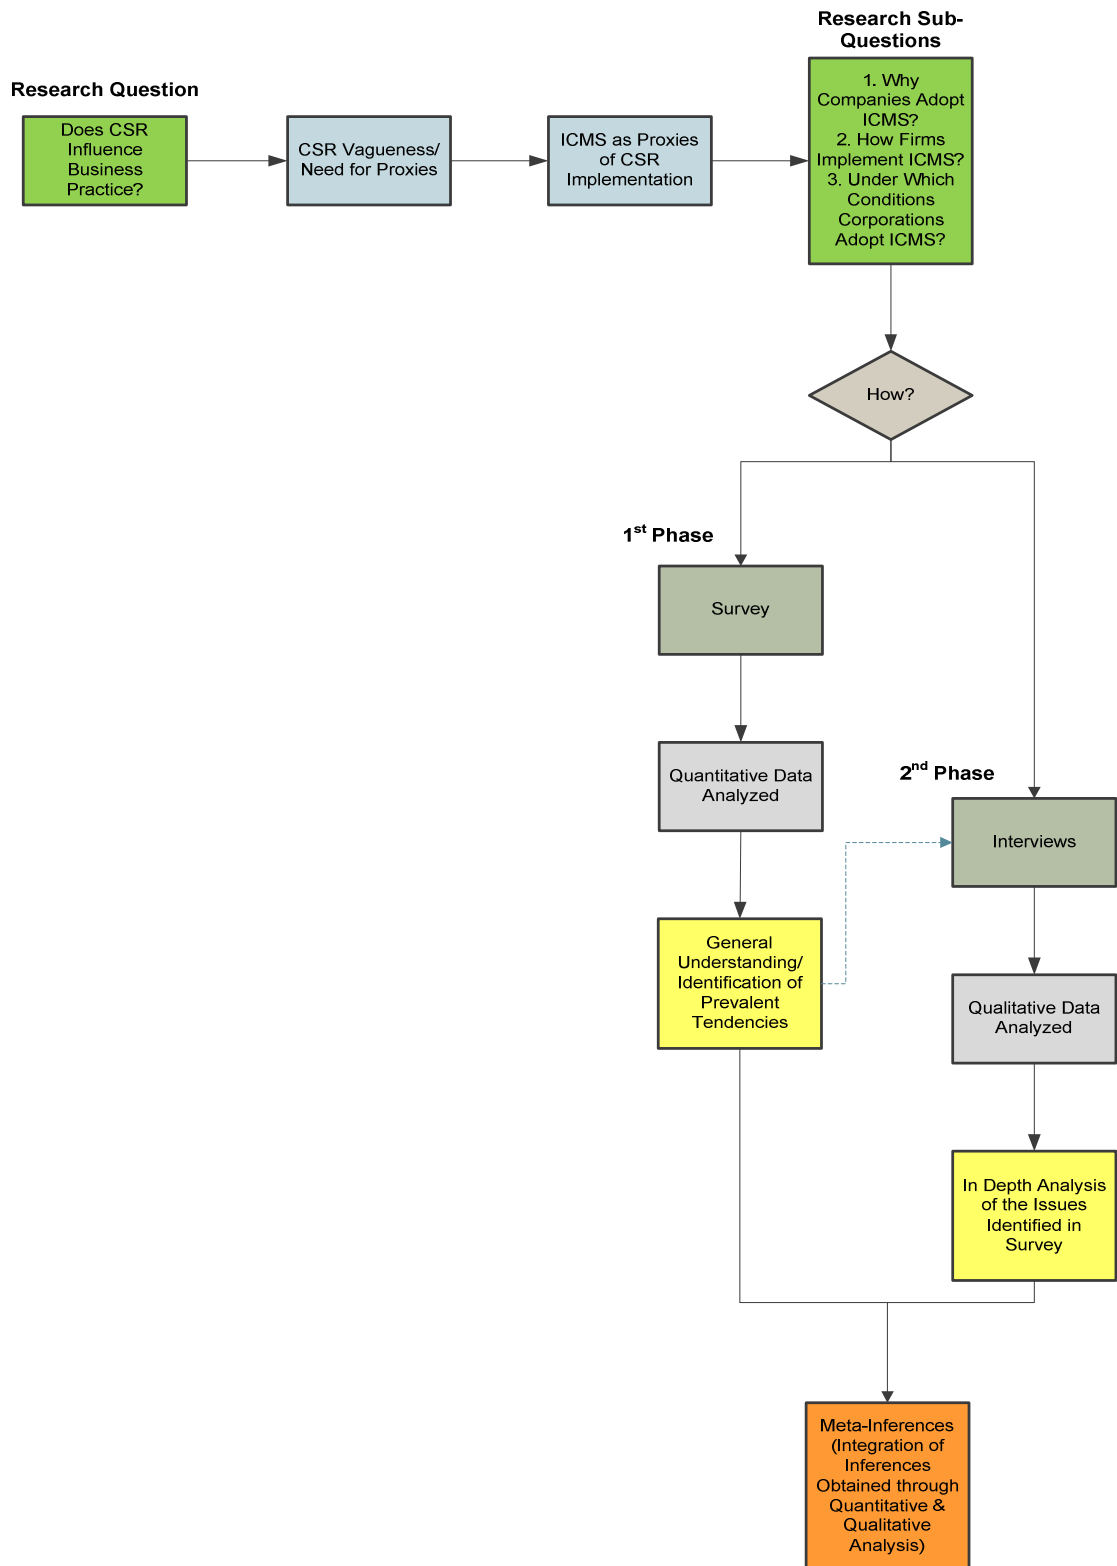 Research Question
Does CSR
Influence
Business
Practice?
CSR Vagueness/
Need for Proxies
ICMS as Proxies
of CSR
Implementation
Research Sub-
Questions
1. Why
Companies Adopt
ICMS?
2. How Firms
Implement ICMS?
3. Under Which
Conditions
Corporations
Adopt ICMS?
How?
1st Phase
Survey
Quantitative Data
Analyzed
General
Understanding/
Identification of
Prevalent
Tendencies
2nd Phase
Interviews
Qualitative Data
Analyzed
In Depth Analysis
of the Issues
Identified in
Survey
Meta-Inferences
(Integration of
Inferences
Obtained through
Quantitative &
Qualitative
Analysis)